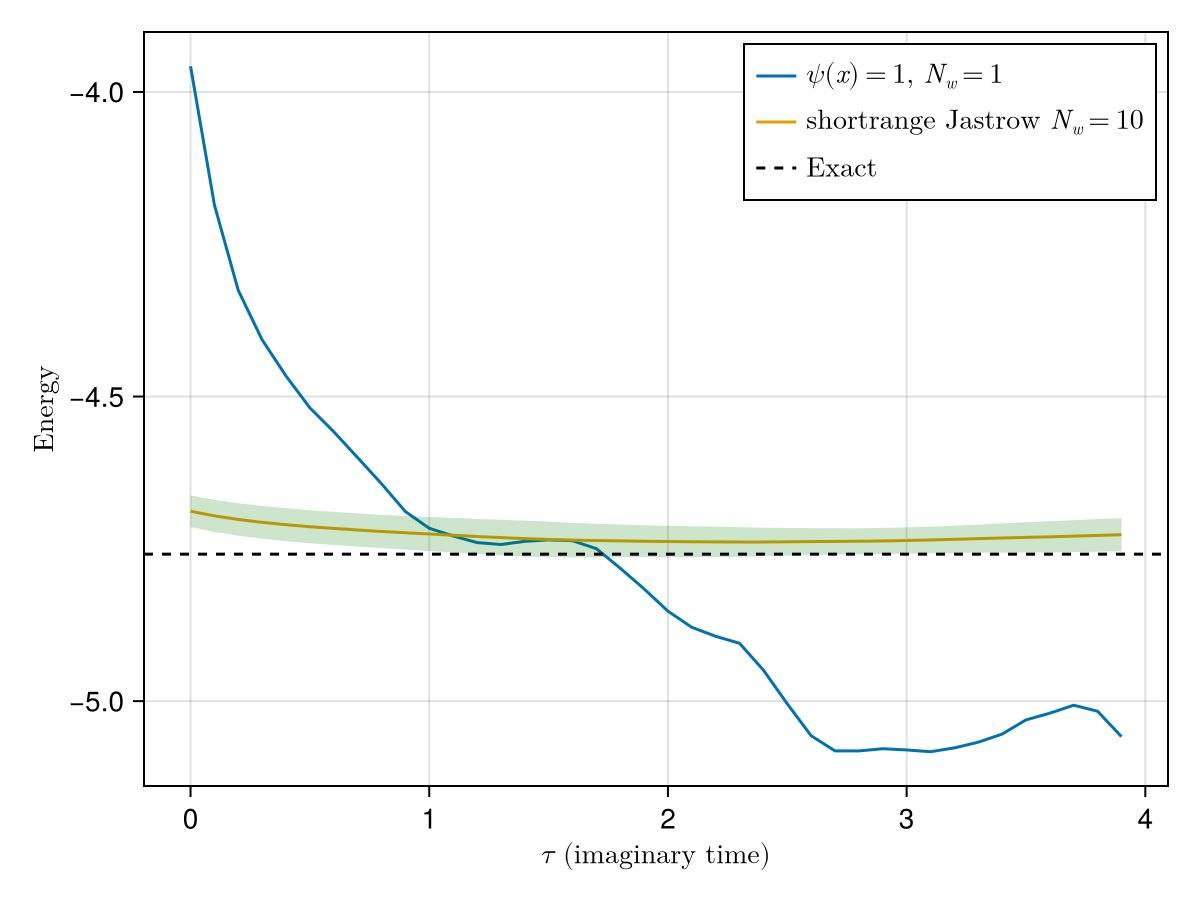 ψ(x) = 1, N_w = 1
shortrange Jastrow N_w = 10
Exact
−4.0
−4.5
−5.0
Energy
0 1 2 3 4
τ (imaginary time)